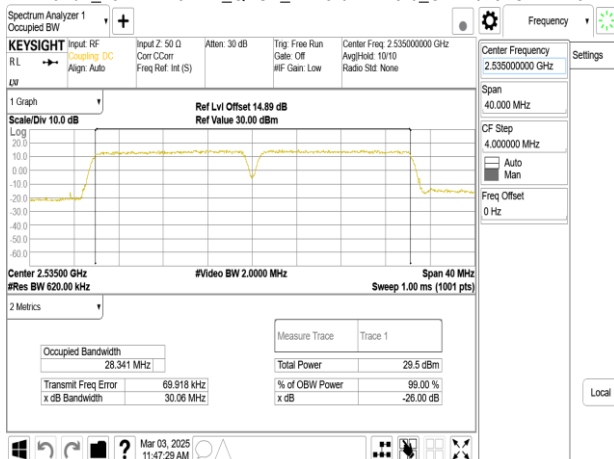 Spectrum Analyzer 1
Occupied BW
+
Frequency
Settings
KEYSIGHT
RL
LXI
Input: RF
Coupling: DC
Align: Auto
Input Z: 50 Ω
Corr CCorr
Freq Ref: Int (S)
Atten: 30 dB
Trig: Free Run
Gate: Off
#IF Gain: Low
Center Freq: 2.535000000 GHz
Avg|Hold: 10/10
Radio Std: None
Center Frequency
2.535000000 GHz
Span
40.000 MHz
CF Step
4.000000 MHz
Auto
Man
Freq Offset
0 Hz
Local
1 Graph
Scale/Div 10.0 dB
Ref Lvl Offset 14.89 dB
Ref Value 30.00 dBm
Log
20.0
10.0
0.00
-10.0
-20.0
-30.0
-40.0
-50.0
-60.0
Center 2.53500 GHz
#Video BW 2.0000 MHz
Span 40 MHz
#Res BW 620.00 kHz
Sweep 1.00 ms (1001 pts)
2 Metrics
Measure Trace Trace 1
Occupied Bandwidth
28.341 MHz
Total Power 29.5 dBm
Transmit Freq Error 69.918 kHz
% of OBW Power 99.00 %
x dB Bandwidth 30.06 MHz
x dB -26.00 dB
?
Mar 03, 2025
11:47:29 AM